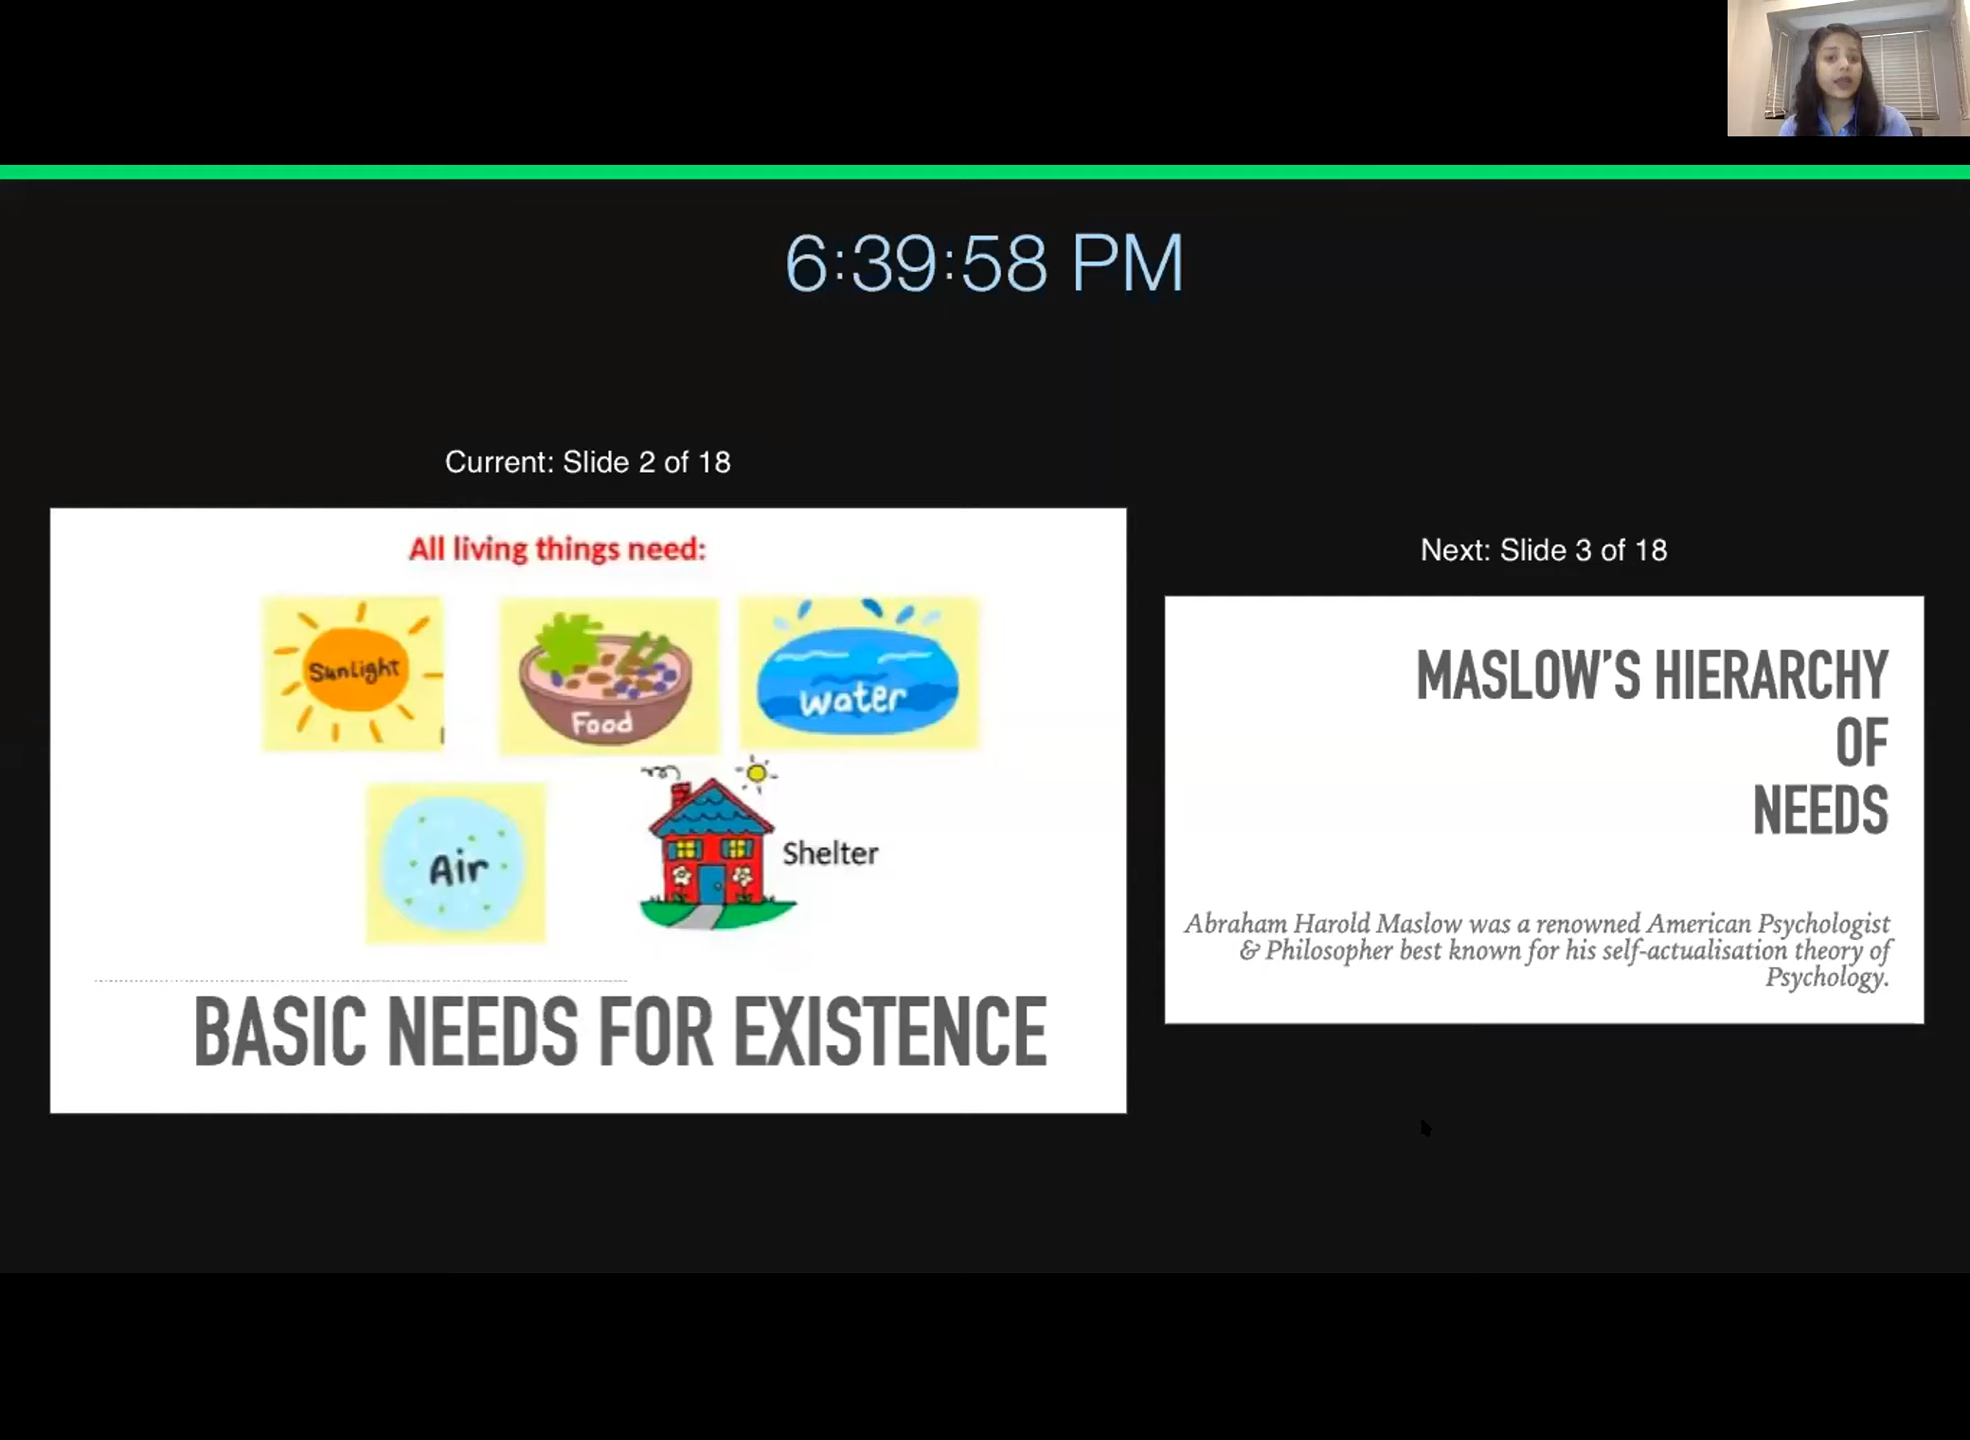 6:39:58 PM
Current: Slide 2 of 18
All living things need:
Sunlight
Food
water
Air
Shelter
BASIC NEEDS FOR EXISTENCE
Next: Slide 3 of 18
MASLOW'S HIERARCHY
OF
NEEDS
Abraham Harold Maslow was a renowned American Psychologist
& Philosopher best known for his self-actualisation theory of
Psychology.